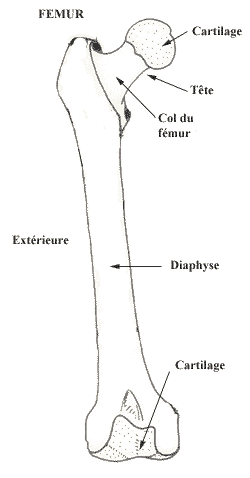 FEMUR
Cartilage
Tête
Col du
fémur
Extérieure
Diaphyse
Cartilage